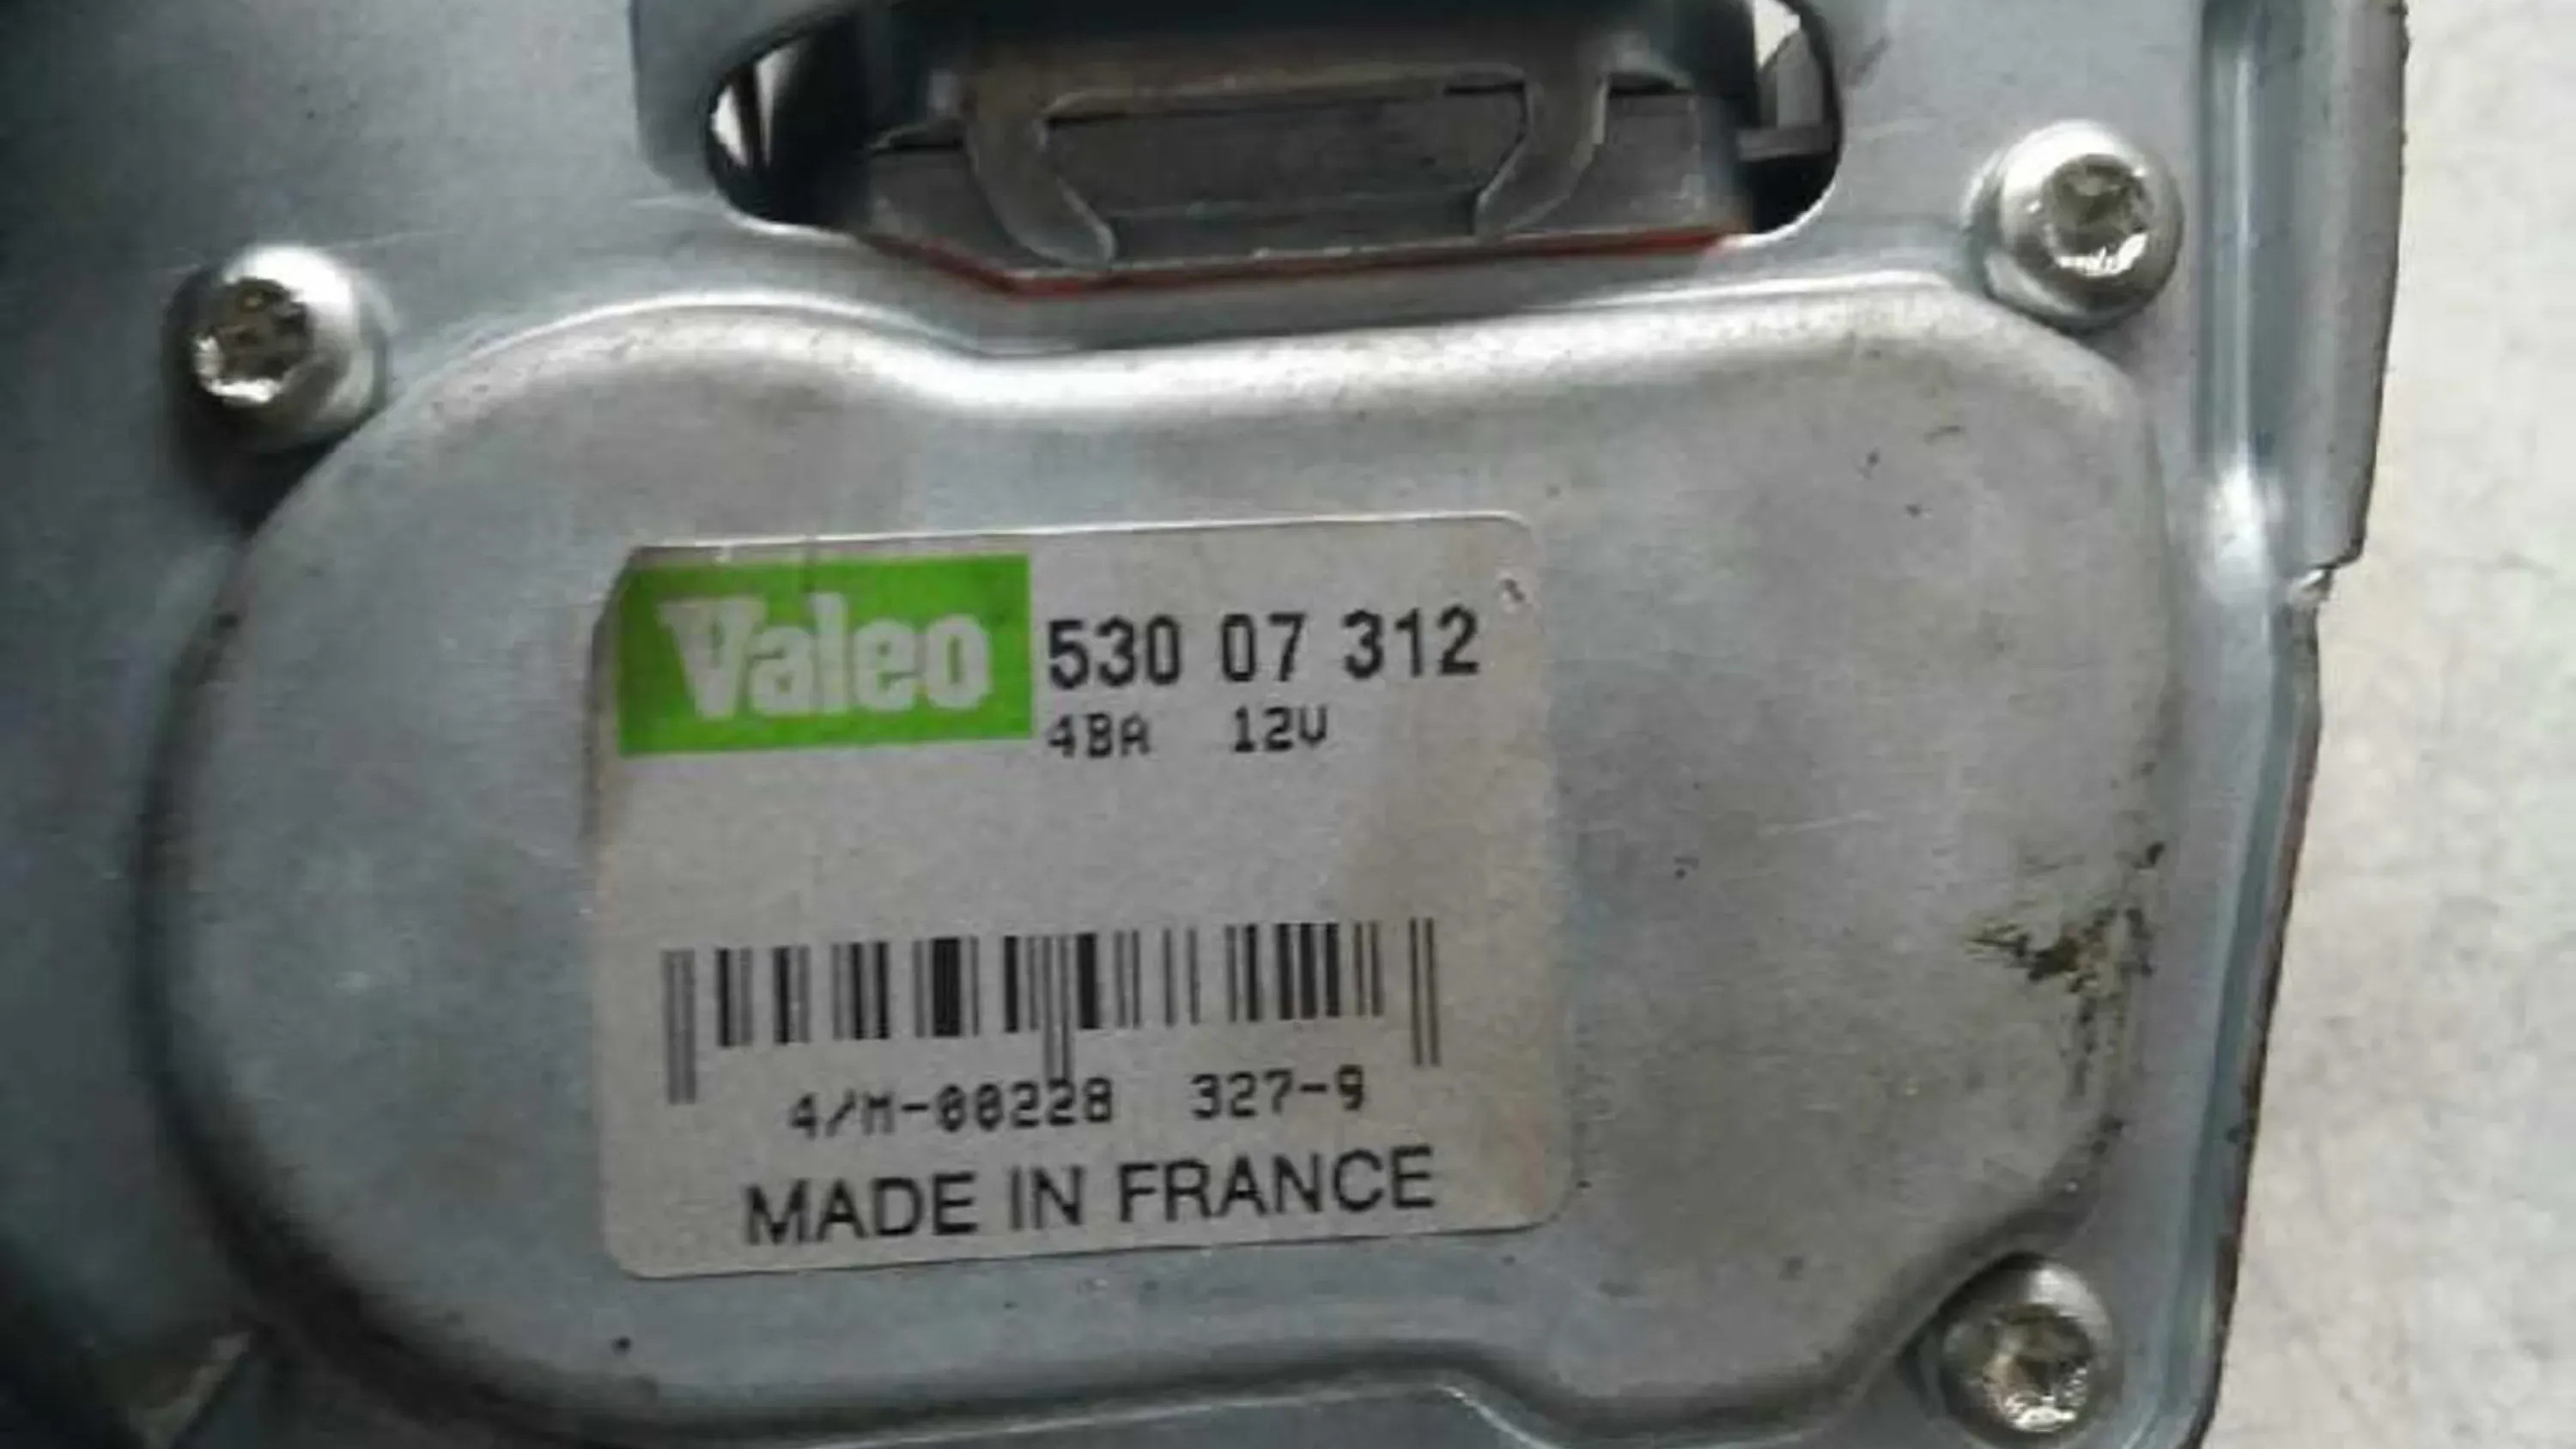 Valeo 530 07 312
4BA 12V
4/M-00228 327-9
MADE IN FRANCE